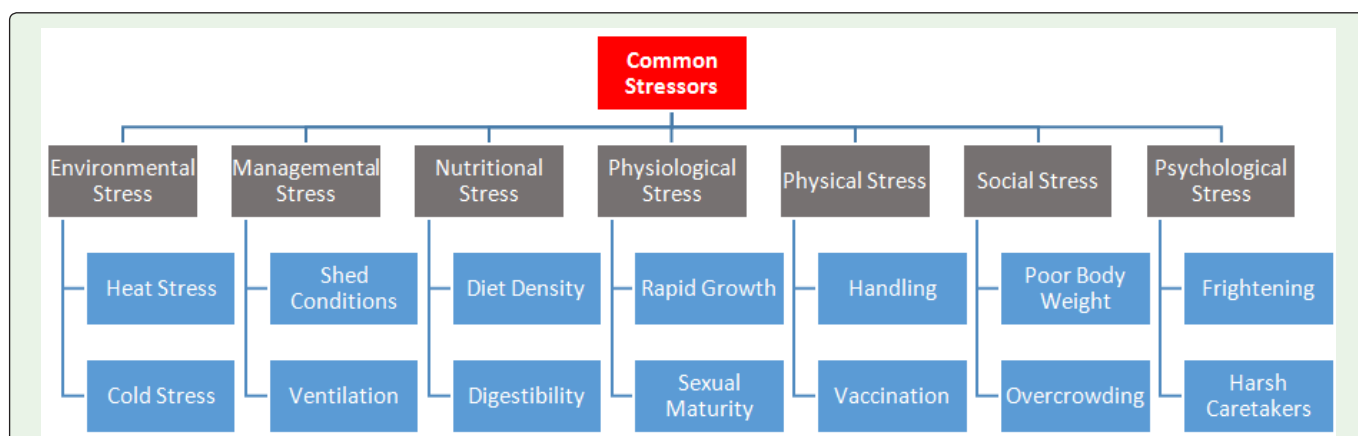 Common
Stressors
Environmental
Stress
Managemental
Stress
Nutritional
Stress
Physiological
Stress
Physical Stress
Social Stress
Psychological
Stress
Heat Stress
Shed
Conditions
Diet Density
Rapid Growth
Handling
Poor Body
Weight
Frightening
Cold Stress
Ventilation
Digestibility
Sexual
Maturity
Vaccination
Overcrowding
Harsh
Caretakers